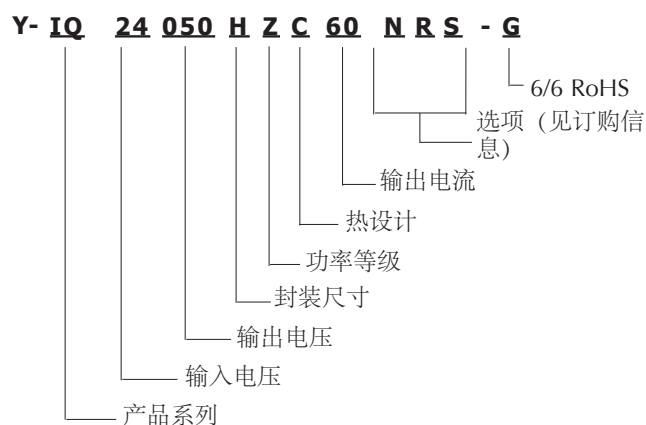 Y- IQ 24 050 H Z C 60 N R S - G
6/6 RoHS
选项（见订购信
息）
输出电流
热设计
功率等级
封装尺寸
输出电压
输入电压
产品系列